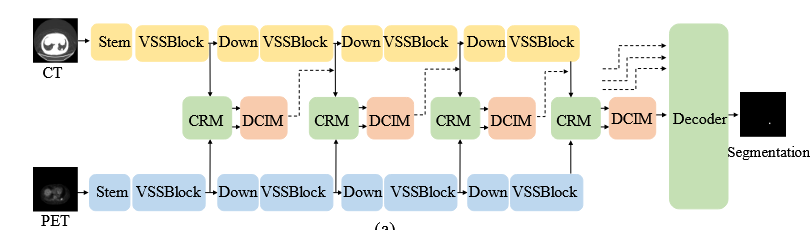 Stem VSSBlock Down VSSBlock Down VSSBlock Down VSSBlock
CT
CRM DCIM CRM DCIM CRM DCIM CRM DCIM Decoder
Segmentation
Stem VSSBlock Down VSSBlock Down VSSBlock Down VSSBlock
PET
(a)